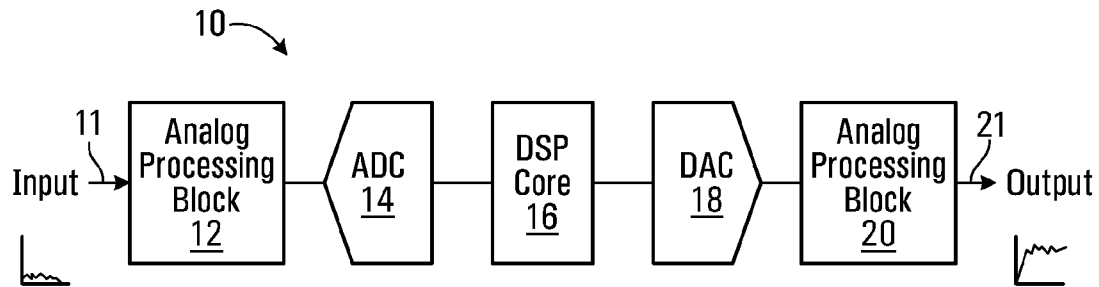 10
11
Input
Analog
Processing
Block
12
ADC
14
DSP
Core
16
DAC
18
Analog
Processing
Block
20
21
Output